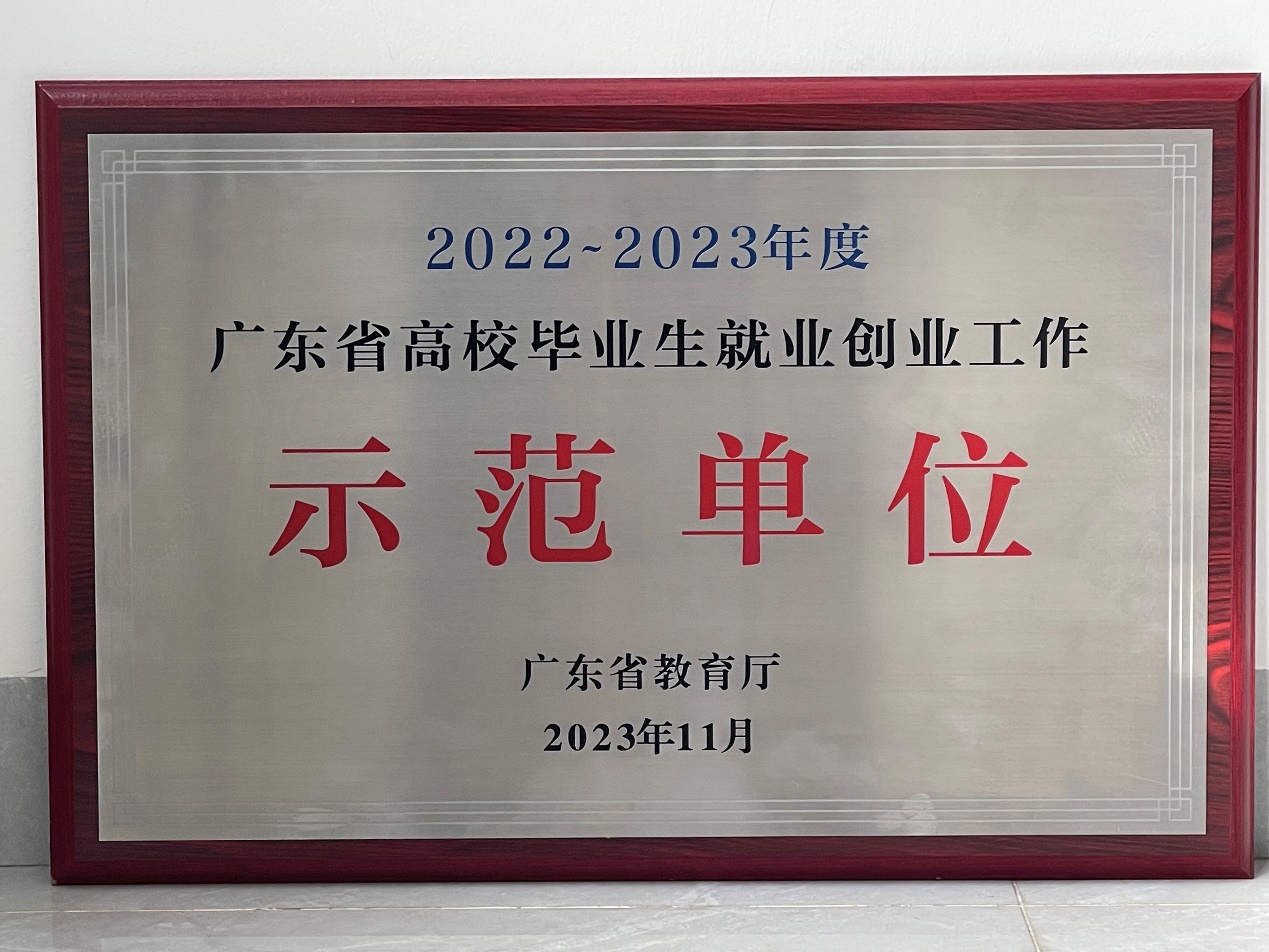 2022~2023年度
广东省高校毕业生就业创业工作
示范单位
广东省教育厅
2023年11月